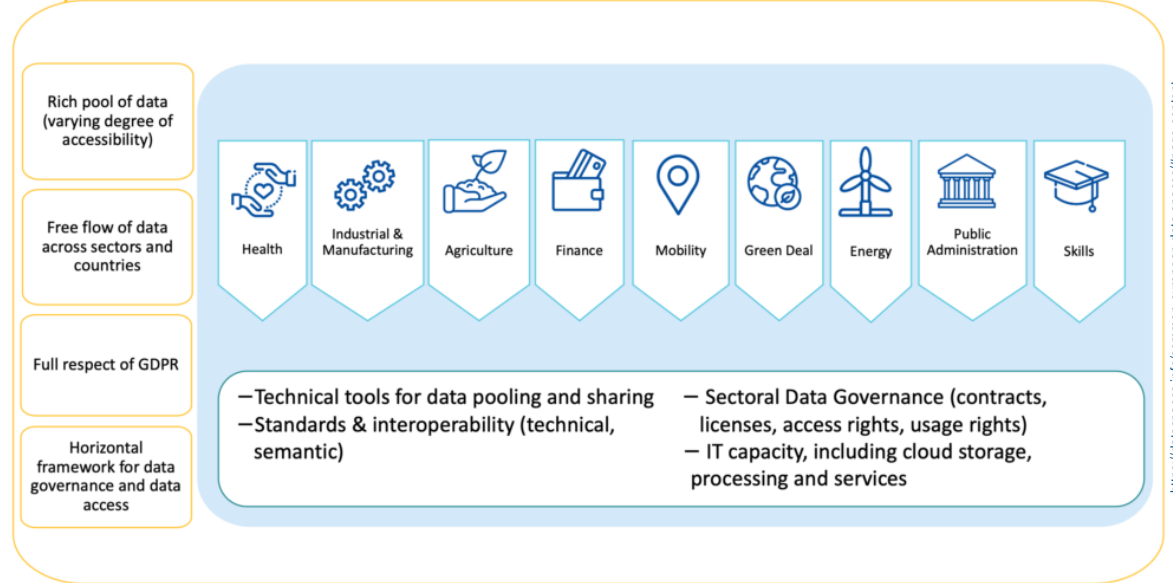 Rich pool of data
(varying degree of
accessibility)
Free flow of data
across sectors and
countries
Full respect of GDPR
Horizontal
framework for data
governance and data
access
Health
Industrial &
Manufacturing
Agriculture
Finance
Mobility
Green Deal
Energy
Public
Administration
Skills
—Technical tools for data pooling and sharing
—Standards & interoperability (technical,
semantic)
— Sectoral Data Governance (contracts,
licenses, access rights, usage rights)
— IT capacity, including cloud storage,
processing and services